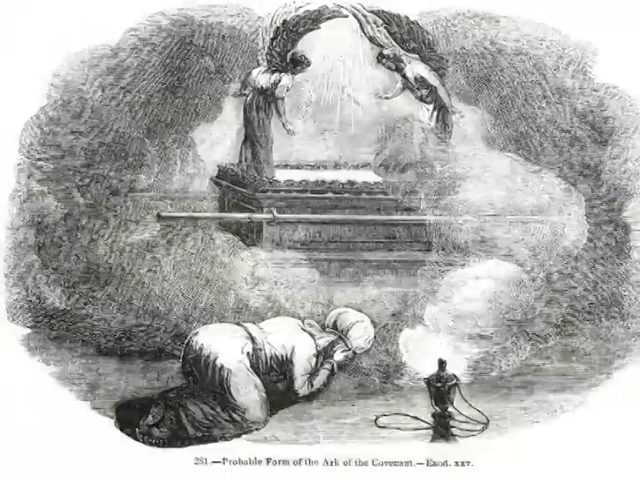 281.—Probable Form of the Ark of the Covenant.—Exod. xxv.